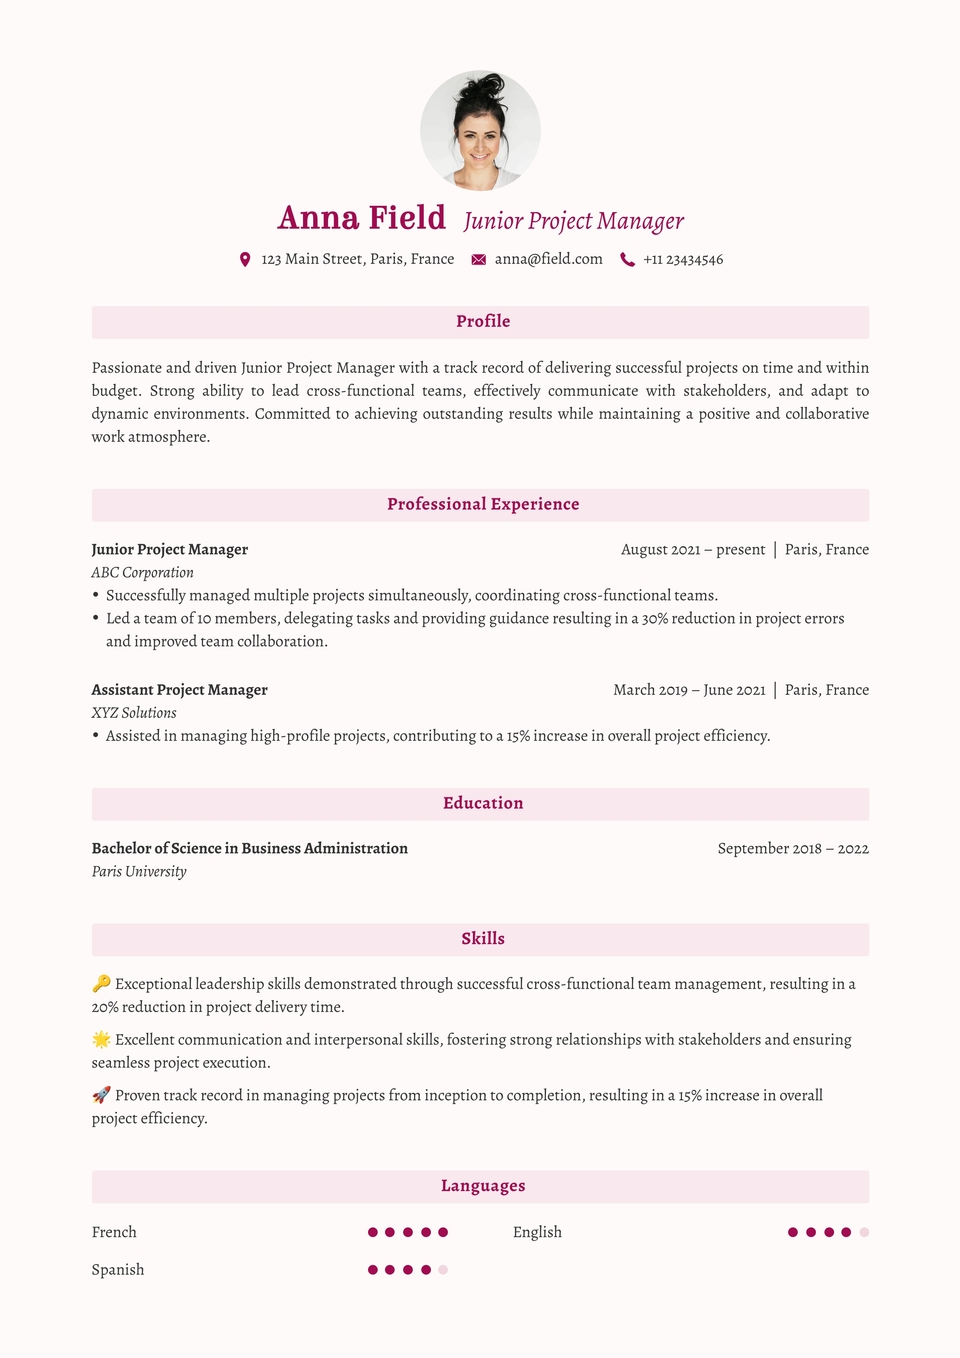 Anna Field Junior Project Manager
123 Main Street, Paris, France anna@field.com +11 23434546
Profile
Passionate and driven Junior Project Manager with a track record of delivering successful projects on time and within
budget. Strong ability to lead cross-functional teams, effectively communicate with stakeholders, and adapt to
dynamic environments. Committed to achieving outstanding results while maintaining a positive and collaborative
work atmosphere.
Professional Experience
Junior Project Manager August 2021 – present | Paris, France
ABC Corporation
• Successfully managed multiple projects simultaneously, coordinating cross-functional teams.
• Led a team of 10 members, delegating tasks and providing guidance resulting in a 30% reduction in project errors
and improved team collaboration.
Assistant Project Manager March 2019 – June 2021 | Paris, France
XYZ Solutions
• Assisted in managing high-profile projects, contributing to a 15% increase in overall project efficiency.
Education
Bachelor of Science in Business Administration September 2018 – 2022
Paris University
Skills
🔑 Exceptional leadership skills demonstrated through successful cross-functional team management, resulting in a
20% reduction in project delivery time.
🌟 Excellent communication and interpersonal skills, fostering strong relationships with stakeholders and ensuring
seamless project execution.
🚀 Proven track record in managing projects from inception to completion, resulting in a 15% increase in overall
project efficiency.
Languages
French English
Spanish